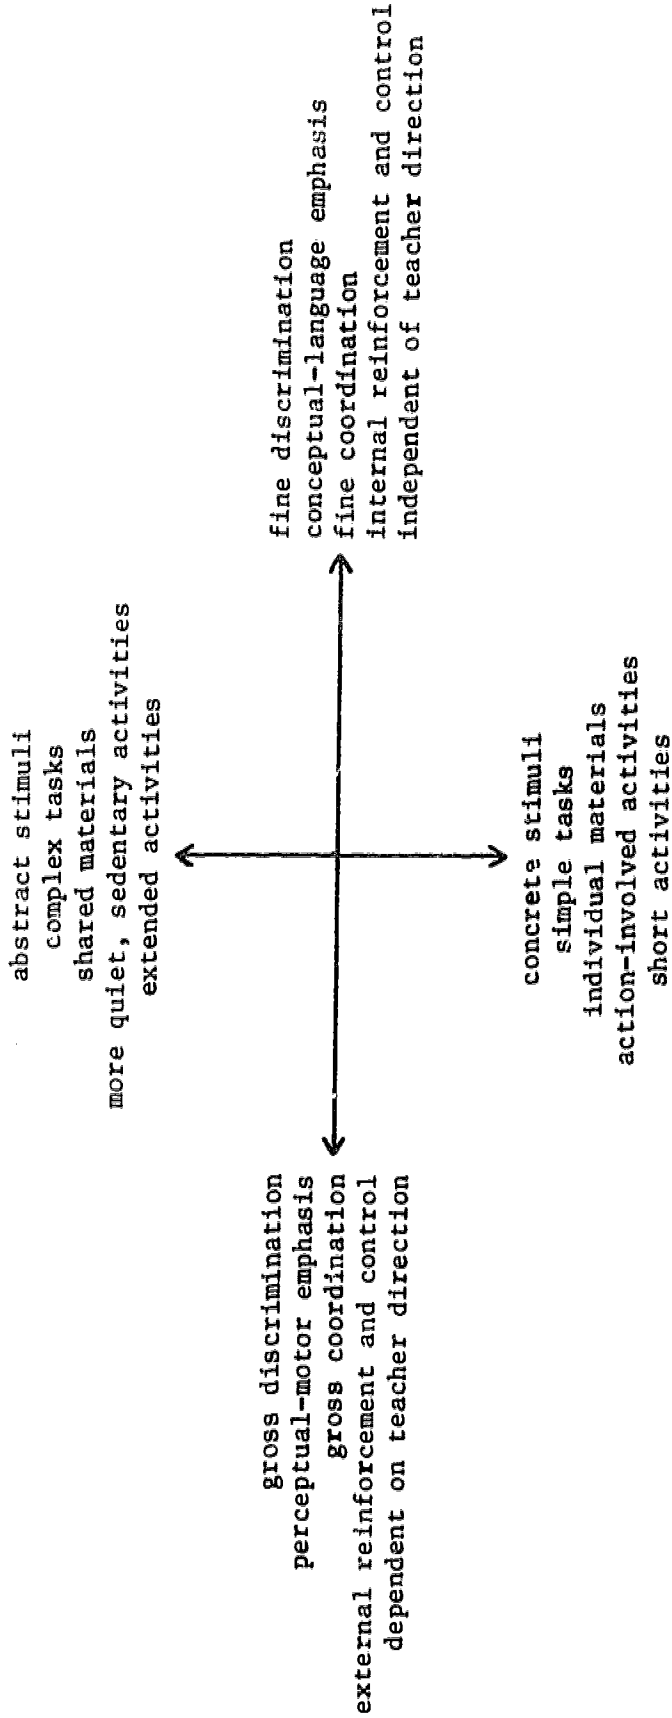 abstract stimuli
complex tasks
shared materials
more quiet, sedentary activities
extended activities
gross discrimination
perceptual-motor emphasis
gross coordination
external reinforcement and control
dependent on teacher direction
fine discrimination
conceptual-language emphasis
fine coordination
internal reinforcement and control
independent of teacher direction
concrete stimuli
simple tasks
individual materials
action-involved activities
short activities